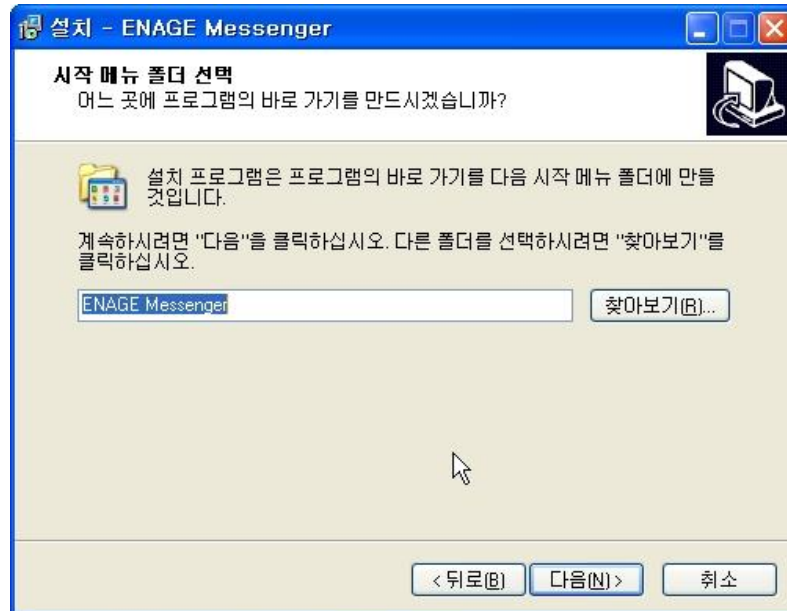 설치 - ENAGE Messenger
시작 메뉴 폴더 선택
어느 곳에 프로그램의 바로 가기를 만드시겠습니까?
설치 프로그램은 프로그램의 바로 가기를 다음 시작 메뉴 폴더에 만들
것입니다.
계속하시려면 "다음"을 클릭하십시오. 다른 폴더를 선택하시려면 "찾아보기"를
클릭하십시오.
ENAGE Messenger
찾아보기(R)...
< 뒤로(B)
다음(N) >
취소